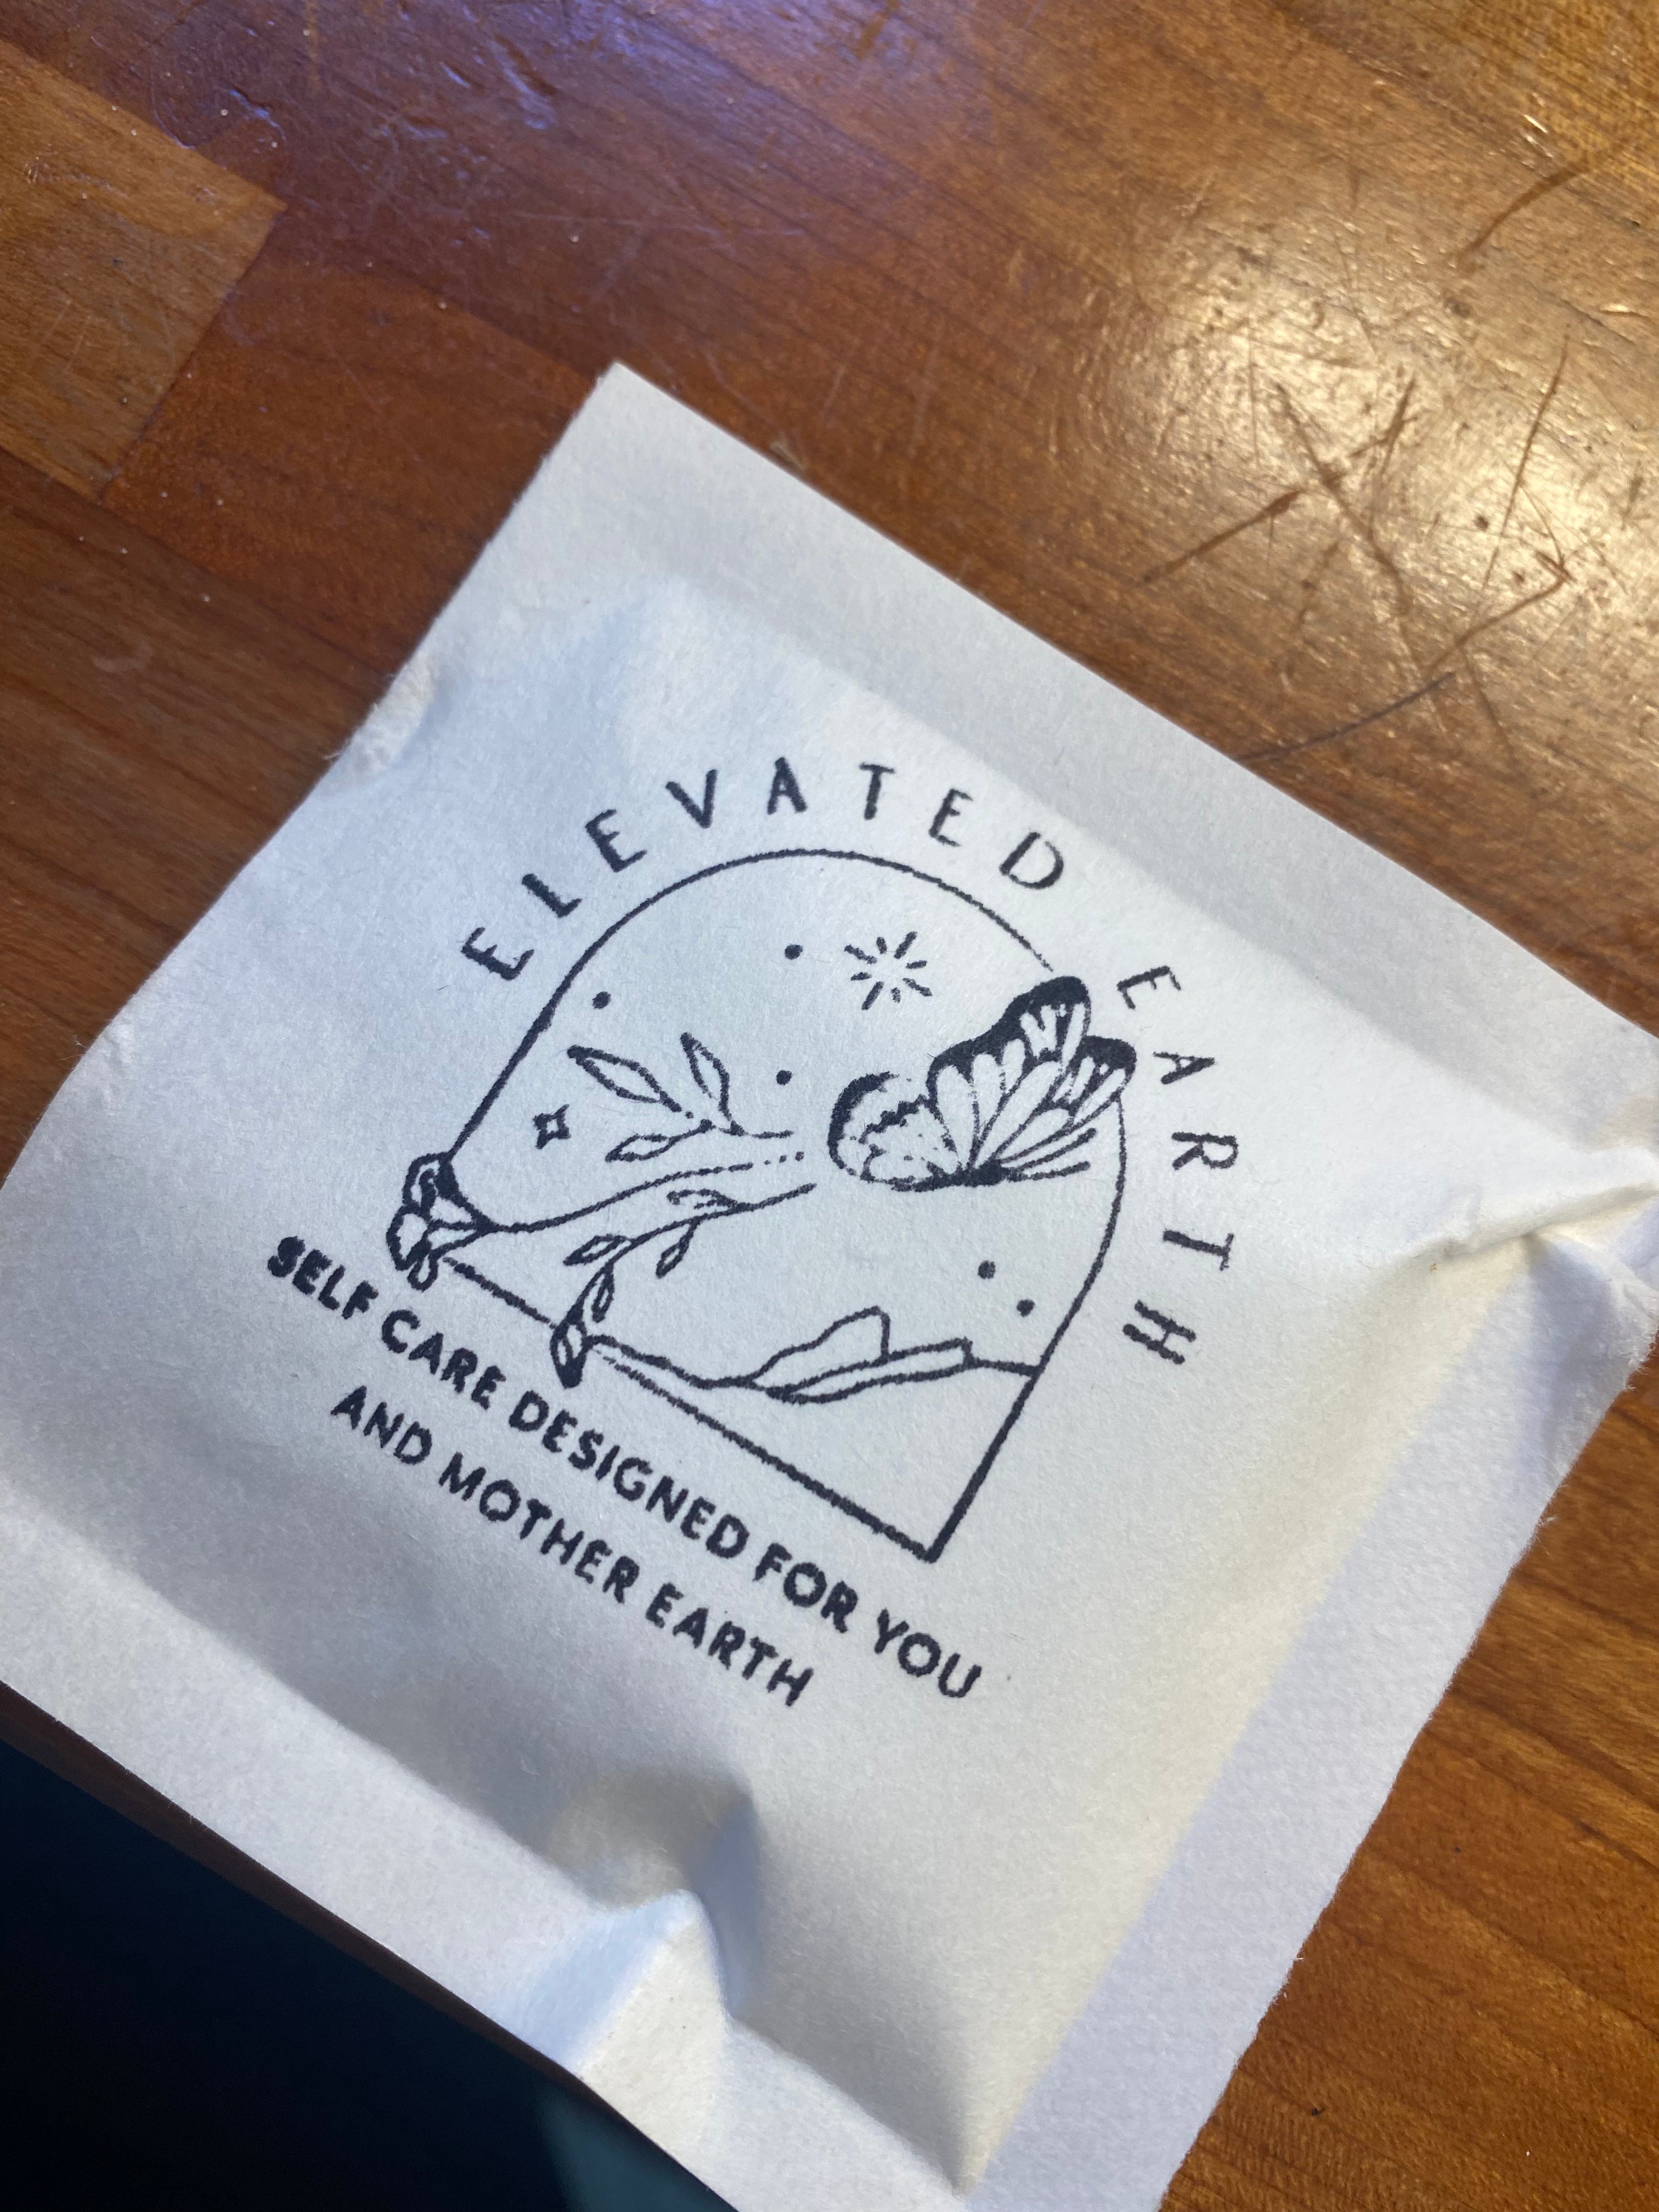 ELEVATED EARTH
SELF CARE DESIGNED FOR YOU
AND MOTHER EARTH